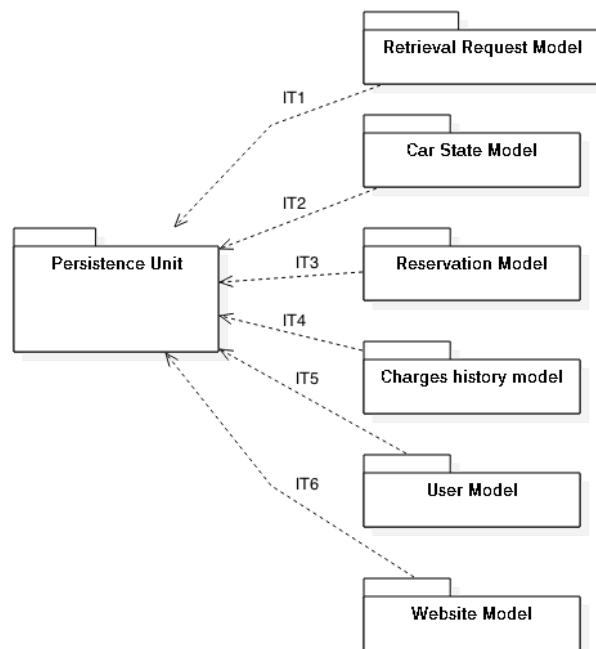 Retrieval Request Model
IT1
Car State Model
IT2
Persistence Unit
IT3
Reservation Model
IT4
Charges history model
IT5
User Model
IT6
Website Model